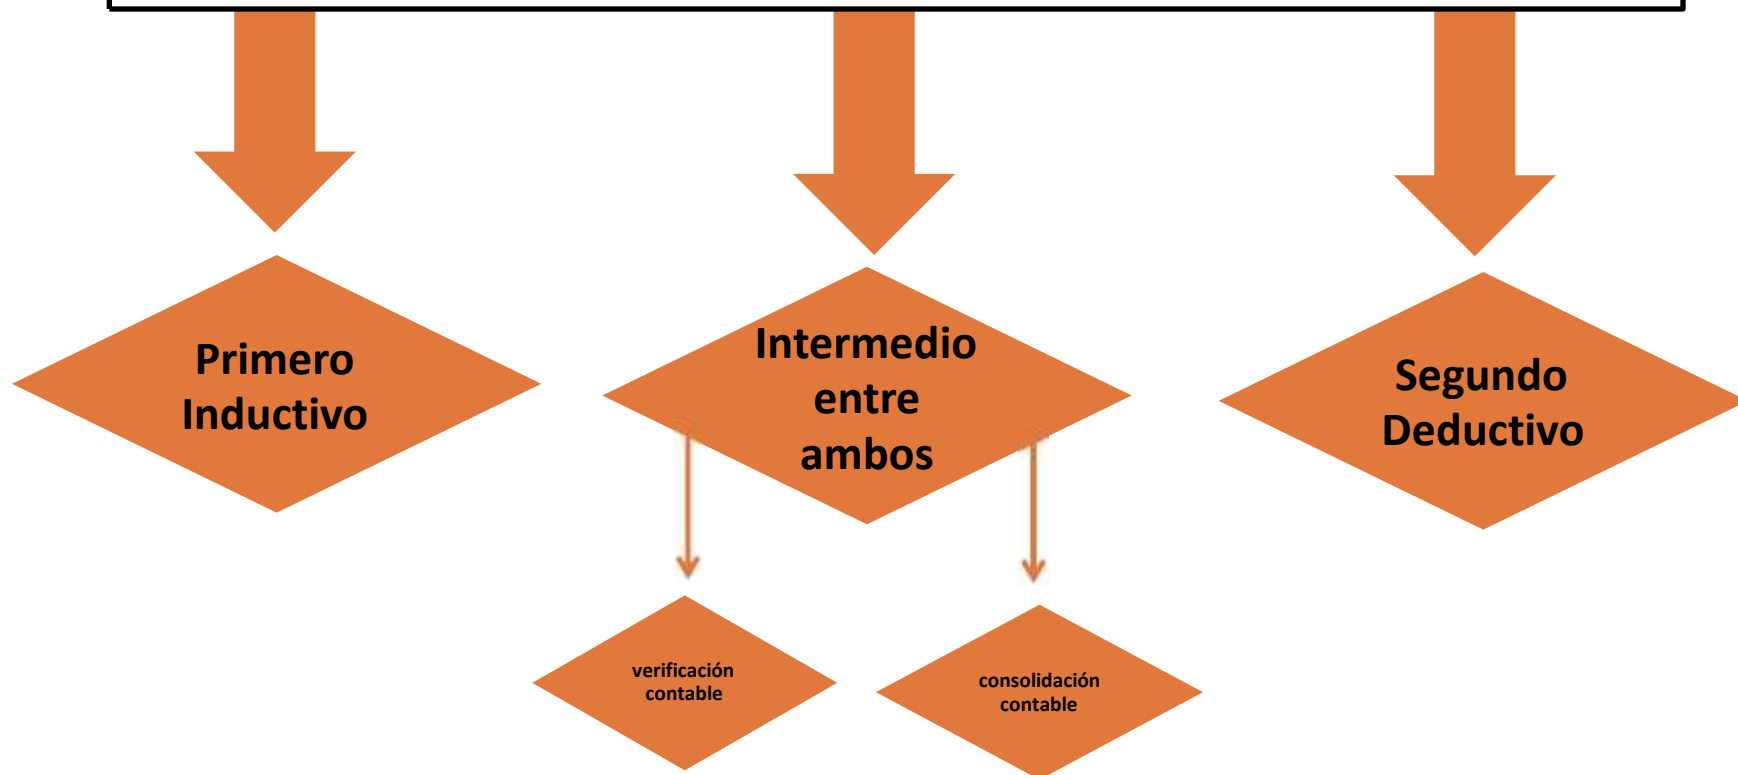 Primero
Inductivo
Intermedio
entre
ambos
Segundo
Deductivo
verificación
contable
consolidación
contable